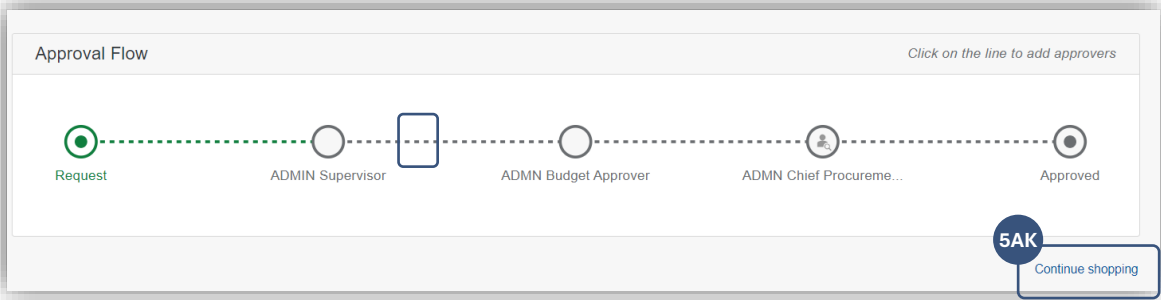 Approval Flow
Click on the line to add approvers
Request
ADMIN Supervisor
ADMN Budget Approver
ADMN Chief Procureme...
Approved
5AK
Continue shopping